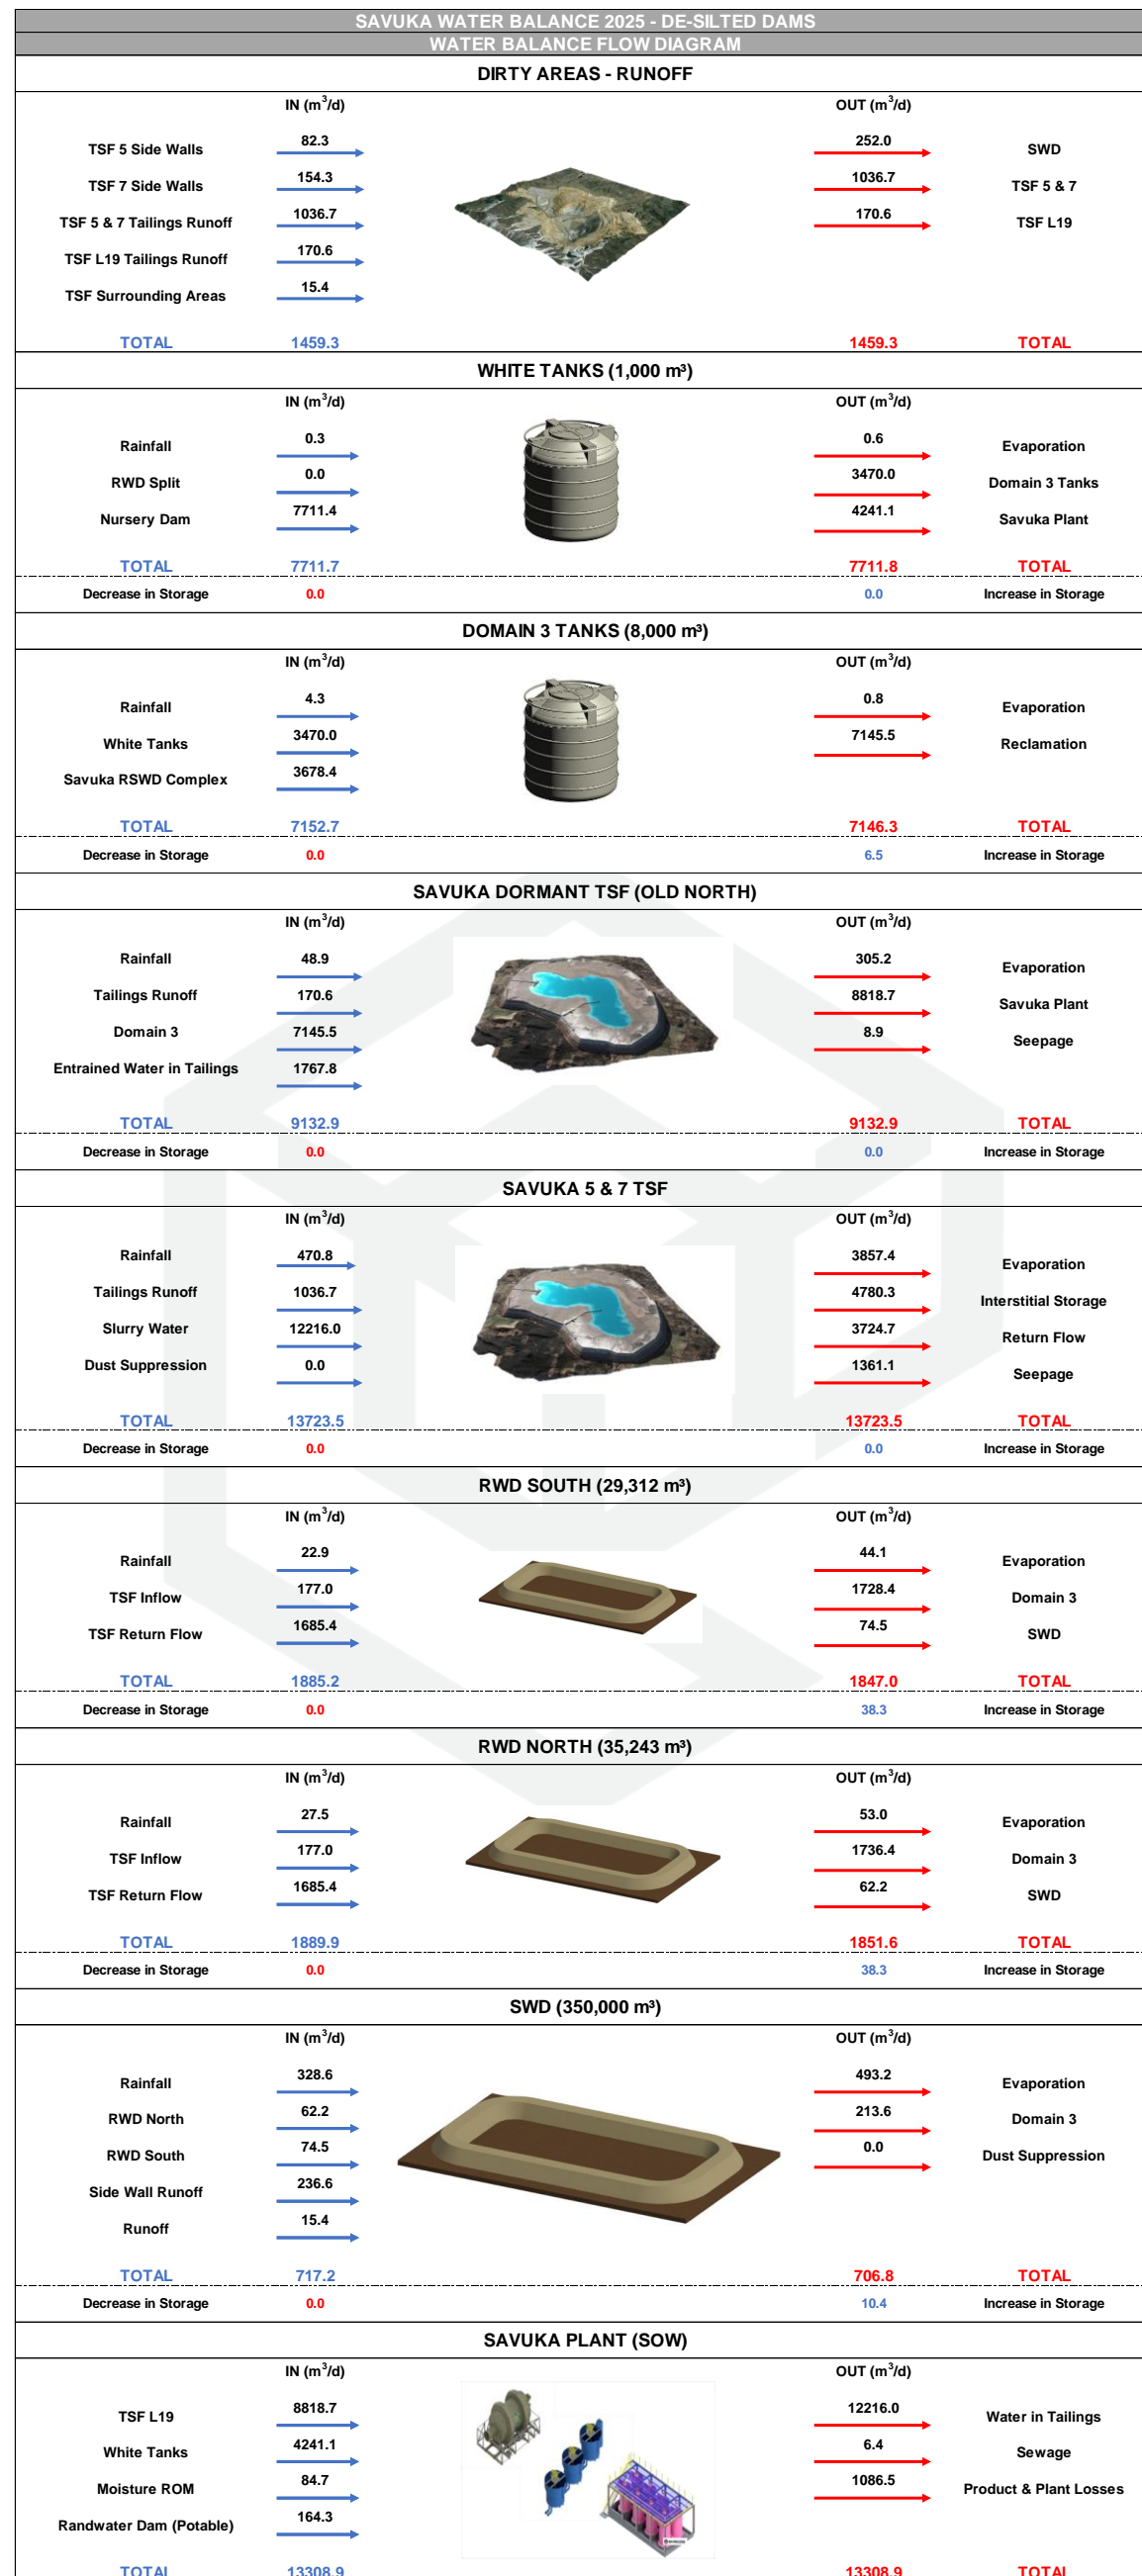 SAVUKA WATER BALANCE 2025 - DE-SILTED DAMS
WATER BALANCE FLOW DIAGRAM
DIRTY AREAS - RUNOFF
IN (m³/d) OUT (m³/d)
TSF 5 Side Walls 82.3 252.0 SWD
TSF 7 Side Walls 154.3 1036.7 TSF 5 & 7
TSF 5 & 7 Tailings Runoff 1036.7 170.6 TSF L19
TSF L19 Tailings Runoff 170.6
TSF Surrounding Areas 15.4
TOTAL 1459.3 1459.3 TOTAL
WHITE TANKS (1,000 m³)
IN (m³/d) OUT (m³/d)
Rainfall 0.3 0.6 Evaporation
RWD Split 0.0 3470.0 Domain 3 Tanks
Nursery Dam 7711.4 4241.1 Savuka Plant
TOTAL 7711.7 7711.8 TOTAL
Decrease in Storage 0.0 0.0 Increase in Storage
DOMAIN 3 TANKS (8,000 m³)
IN (m³/d) OUT (m³/d)
Rainfall 4.3 0.8 Evaporation
White Tanks 3470.0 7145.5 Reclamation
Savuka RSWD Complex 3678.4
TOTAL 7152.7 7146.3 TOTAL
Decrease in Storage 0.0 6.5 Increase in Storage
SAVUKA DORMANT TSF (OLD NORTH)
IN (m³/d) OUT (m³/d)
Rainfall 48.9 305.2 Evaporation
Tailings Runoff 170.6 8818.7 Savuka Plant
Domain 3 7145.5 8.9 Seepage
Entrained Water in Tailings 1767.8
TOTAL 9132.9 9132.9 TOTAL
Decrease in Storage 0.0 0.0 Increase in Storage
SAVUKA 5 & 7 TSF
IN (m³/d) OUT (m³/d)
Rainfall 470.8 3857.4 Evaporation
Tailings Runoff 1036.7 4780.3 Interstitial Storage
Slurry Water 12216.0 3724.7 Return Flow
Dust Suppression 0.0 1361.1 Seepage
TOTAL 13723.5 13723.5 TOTAL
Decrease in Storage 0.0 0.0 Increase in Storage
RWD SOUTH (29,312 m³)
IN (m³/d) OUT (m³/d)
Rainfall 22.9 44.1 Evaporation
TSF Inflow 177.0 1728.4 Domain 3
TSF Return Flow 1685.4 74.5 SWD
TOTAL 1885.2 1847.0 TOTAL
Decrease in Storage 0.0 38.3 Increase in Storage
RWD NORTH (35,243 m³)
IN (m³/d) OUT (m³/d)
Rainfall 27.5 53.0 Evaporation
TSF Inflow 177.0 1736.4 Domain 3
TSF Return Flow 1685.4 62.2 SWD
TOTAL 1889.9 1851.6 TOTAL
Decrease in Storage 0.0 38.3 Increase in Storage
SWD (350,000 m³)
IN (m³/d) OUT (m³/d)
Rainfall 328.6 493.2 Evaporation
RWD North 62.2 213.6 Domain 3
RWD South 74.5 0.0 Dust Suppression
Side Wall Runoff 236.6
Runoff 15.4
TOTAL 717.2 706.8 TOTAL
Decrease in Storage 0.0 10.4 Increase in Storage
SAVUKA PLANT (SOW)
IN (m³/d) OUT (m³/d)
TSF L19 8818.7 12216.0 Water in Tailings
White Tanks 4241.1 6.4 Sewage
Moisture ROM 84.7 1086.5 Product & Plant Losses
Randwater Dam (Potable) 164.3
TOTAL 13308.9 13308.9 TOTAL